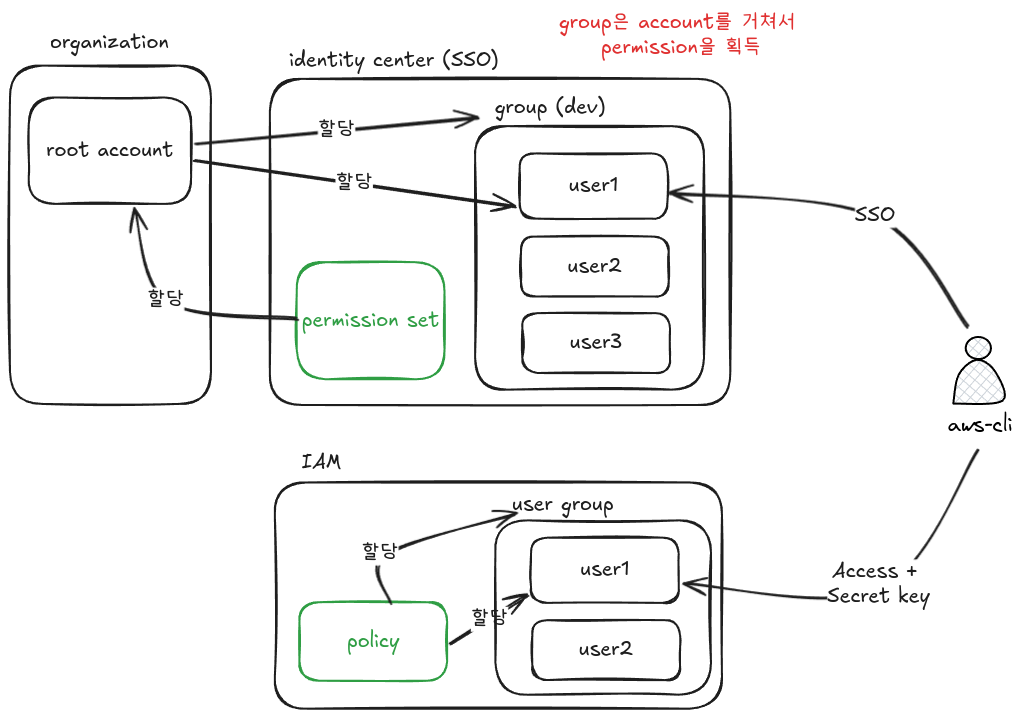 group은 account를 거쳐서
permission을 획득
organization
identity center (SSO)
group (dev)
root account
할당
할당
user1
SSO
user2
할당
permission set
user3
aws-cli
IAM
user group
할당
user1
Access +
Secret key
할당
policy
user2